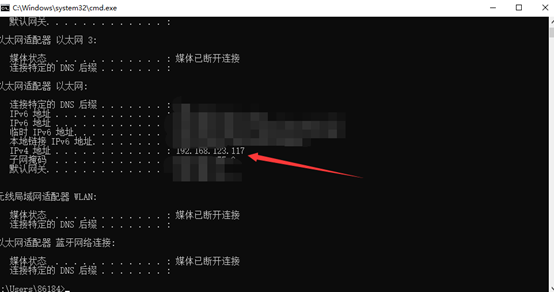 C:\Windows\system32\cmd.exe
默认网关. . . . . . . . . . . . . :
以太网适配器 以太网 3:
媒体状态 . . . . . . . . . . . . : 媒体已断开连接
连接特定的 DNS 后缀 . . . . . . . :
以太网适配器 以太网:
连接特定的 DNS 后缀 . . . . . . . :
IPv6 地址 . . . . . . . . . . . . :
IPv6 地址 . . . . . . . . . . . . :
临时 IPv6 地址. . . . . . . . . . :
本地链接 IPv6 地址. . . . . . . . :
IPv4 地址 . . . . . . . . . . . . : 192.168.123.117
子网掩码 . . . . . . . . . . . . :
默认网关. . . . . . . . . . . . . :
无线局域网适配器 WLAN:
媒体状态 . . . . . . . . . . . . : 媒体已断开连接
连接特定的 DNS 后缀 . . . . . . . :
以太网适配器 蓝牙网络连接:
媒体状态 . . . . . . . . . . . . : 媒体已断开连接
连接特定的 DNS 后缀 . . . . . . . :
:\Users\86184>